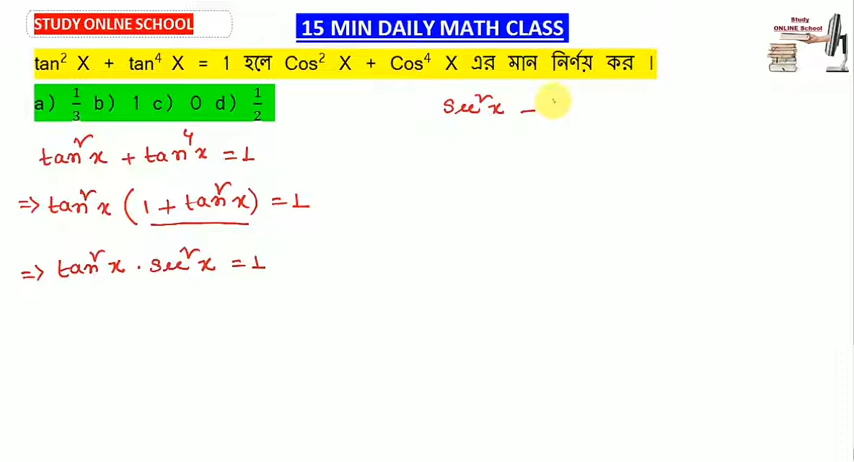 STUDY ONLNE SCHOOL
15 MIN DAILY MATH CLASS
Study
ONLINE School
tan² X + tan⁴ X = 1 হলে Cos² X + Cos⁴ X এর মান নির্ণয় কর ।
a) 1/3 b) 1 c) 0 d) 1/2
sec²x –
tan²x + tan⁴x = 1
=> tan²x (1 + tan²x) = 1
=> tan²x . sec²x = 1